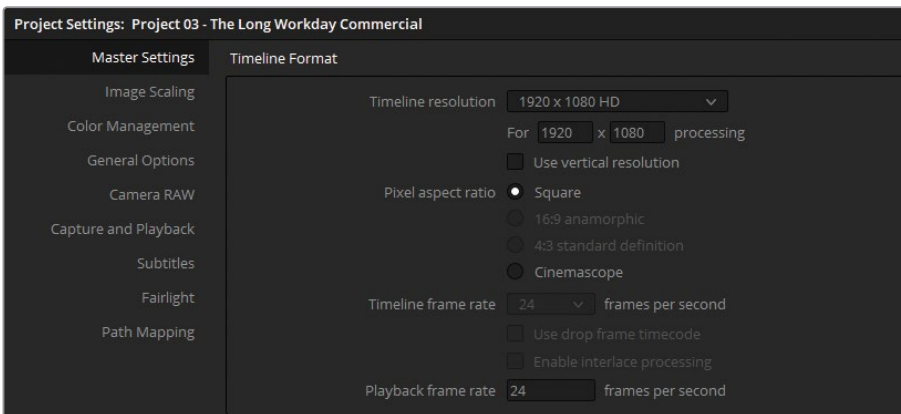 Project Settings: Project 03 - The Long Workday Commercial
Master Settings
Image Scaling
Color Management
General Options
Camera RAW
Capture and Playback
Subtitles
Fairlight
Path Mapping
Timeline Format
Timeline resolution 1920 x 1080 HD
For 1920 x 1080 processing
Use vertical resolution
Pixel aspect ratio Square
16:9 anamorphic
4:3 standard definition
Cinemascope
Timeline frame rate 24 frames per second
Use drop frame timecode
Enable interlace processing
Playback frame rate 24 frames per second